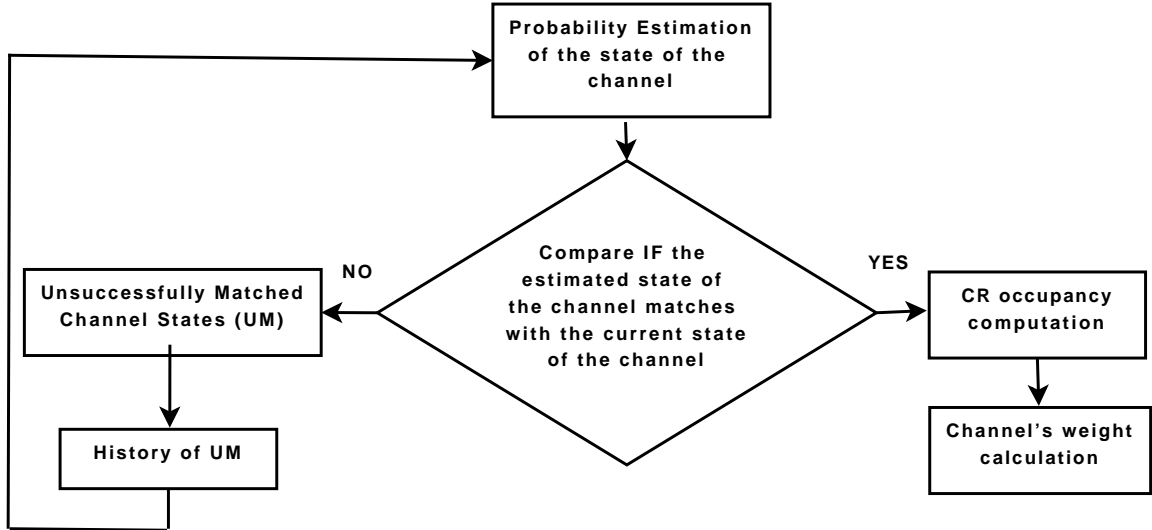 Probability Estimation
of the state of the
channel
Compare IF the
estimated state of
the channel matches
with the current state
of the channel
NO
YES
Unsuccessfully Matched
Channel States (UM)
History of UM
CR occupancy
computation
Channel's weight
calculation